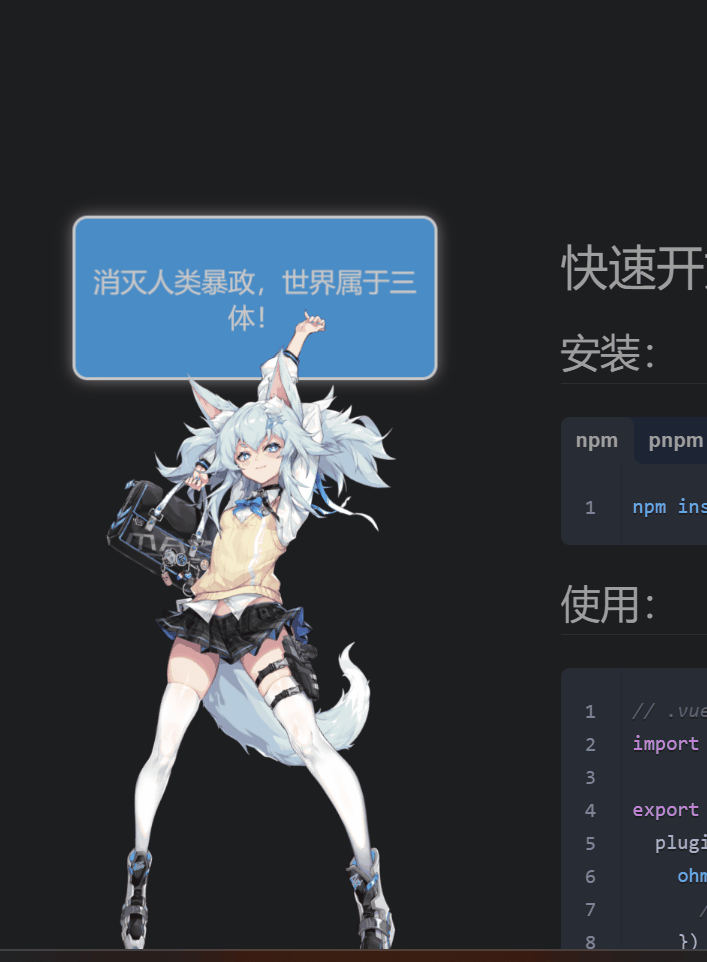 消灭人类暴政，世界属于三
体！
快速开
安装：
npm pnpm
1 npm ins
使用：
1 // .vue
2 import
3
4 export
5 plugi
6 ohm
7 /
8 })